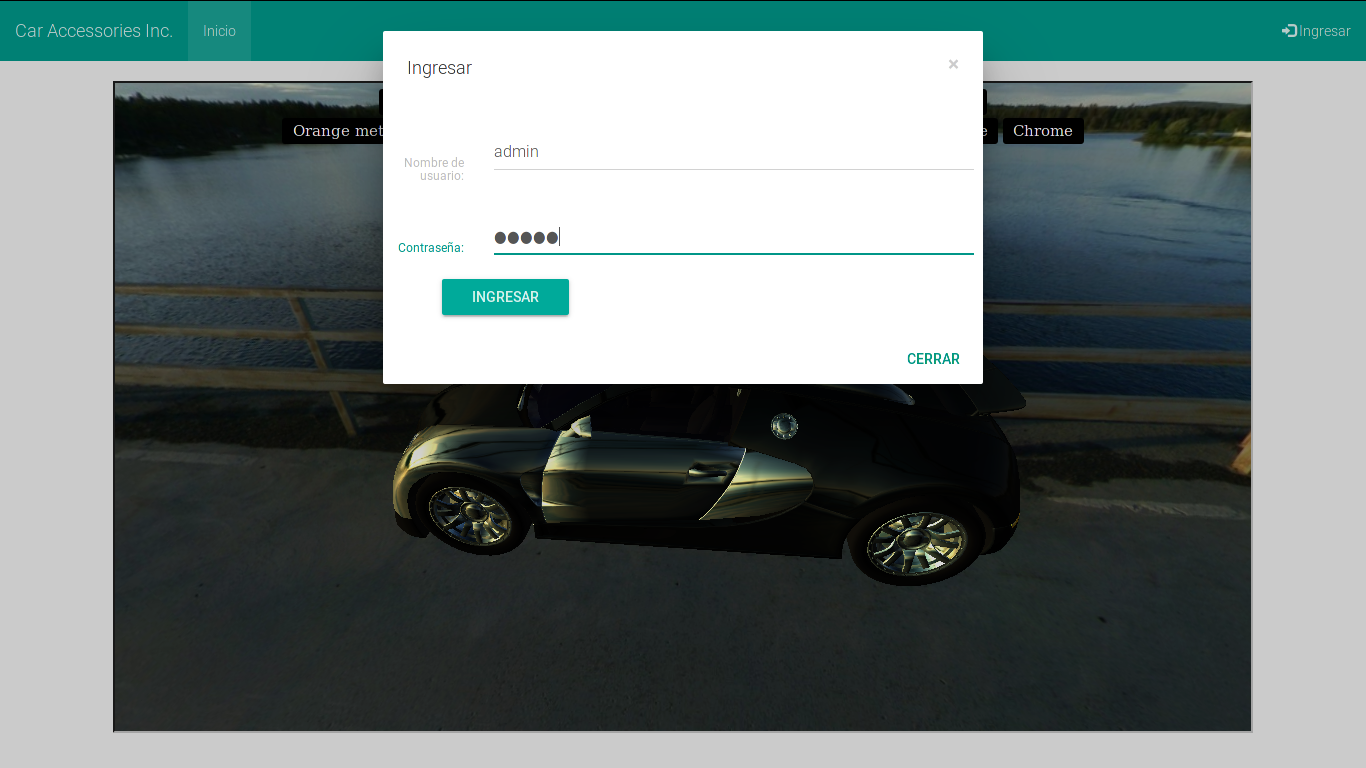 Car Accessories Inc. Inicio Ingresar
Ingresar ×
Orange met
Chrome
admin
Nombre de
usuario:
Contraseña:
INGRESAR
CERRAR